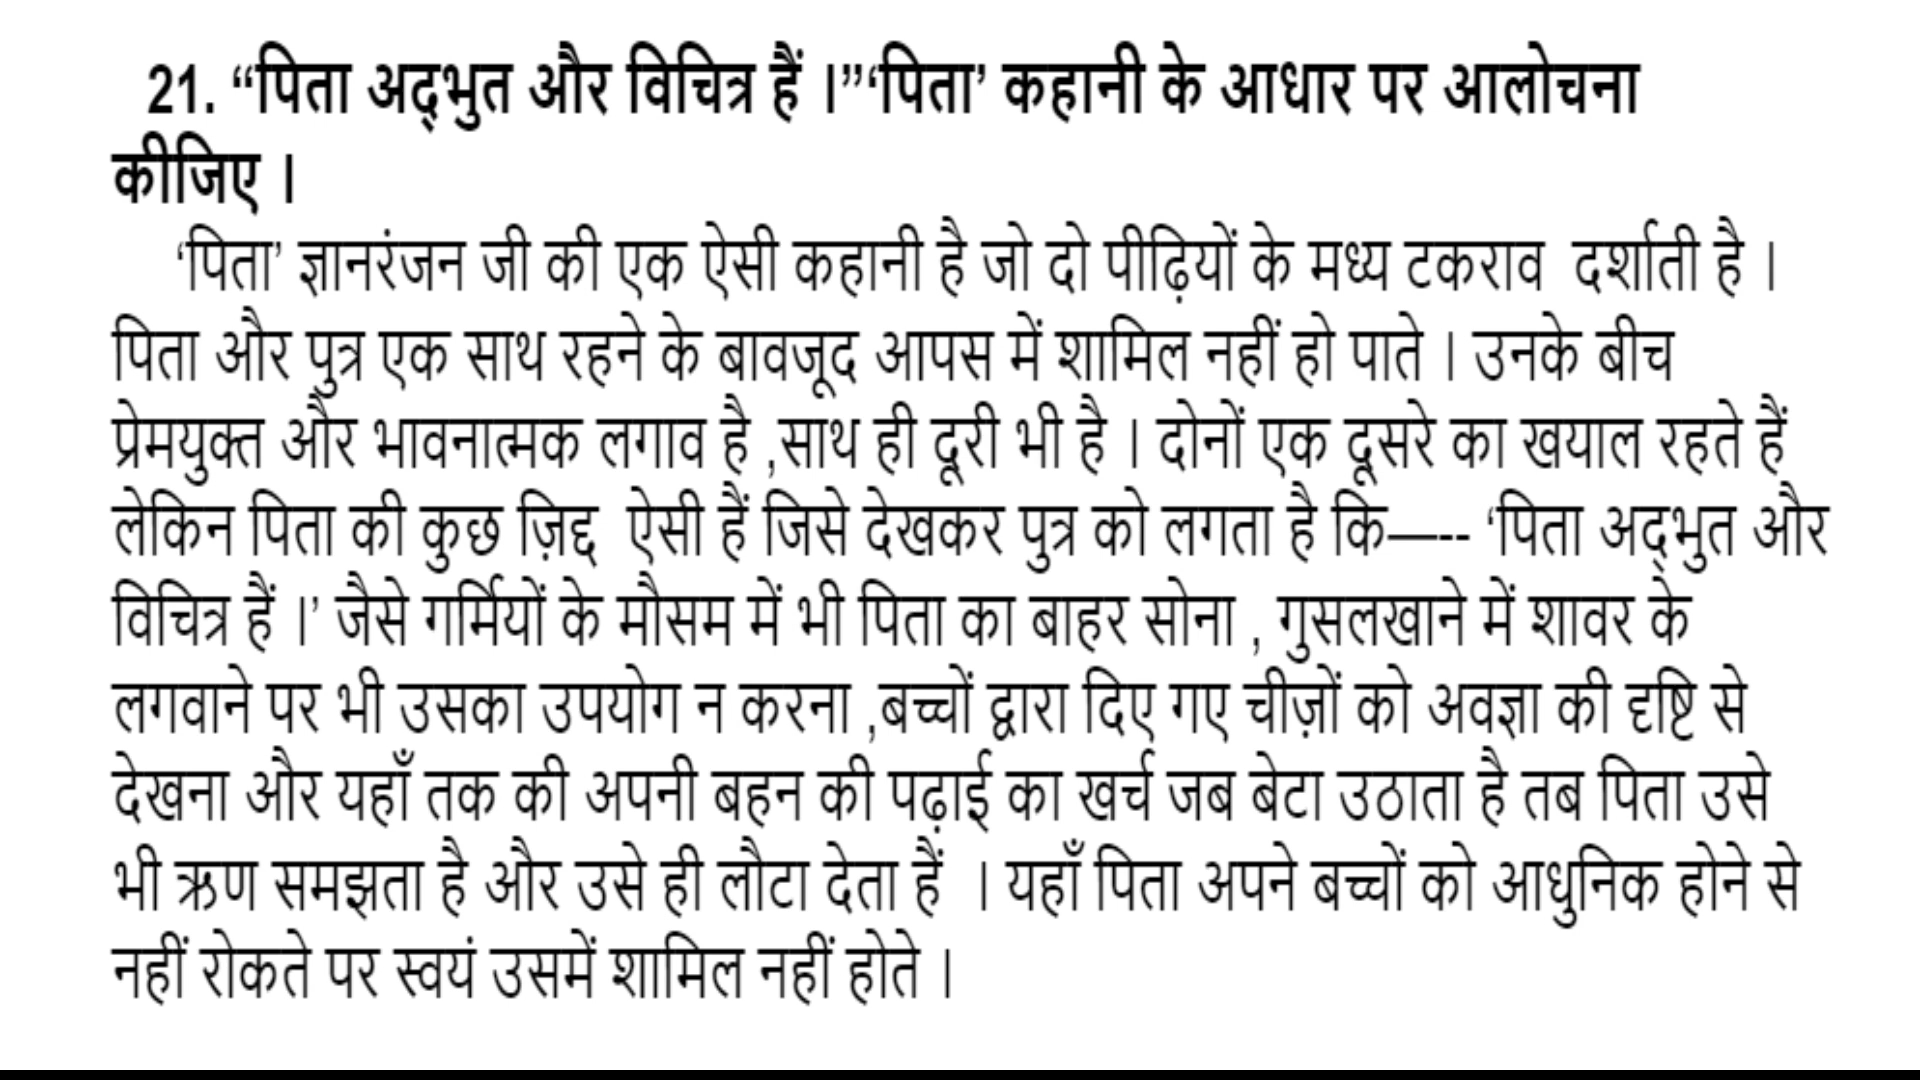 21. “पिता अद्भुत और विचित्र हैं ।”‘पिता’ कहानी के आधार पर आलोचना
कीजिए ।
‘पिता’ ज्ञानरंजन जी की एक ऐसी कहानी है जो दो पीढ़ियों के मध्य टकराव दर्शाती है ।
पिता और पुत्र एक साथ रहने के बावजूद आपस में शामिल नहीं हो पाते । उनके बीच
प्रेमयुक्त और भावनात्मक लगाव है ,साथ ही दूरी भी है । दोनों एक दूसरे का खयाल रहते हैं
लेकिन पिता की कुछ ज़िद्द ऐसी हैं जिसे देखकर पुत्र को लगता है कि—-- ‘पिता अद्भुत और
विचित्र हैं ।’ जैसे गर्मियों के मौसम में भी पिता का बाहर सोना , गुसलखाने में शावर के
लगवाने पर भी उसका उपयोग न करना ,बच्चों द्वारा दिए गए चीज़ों को अवज्ञा की दृष्टि से
देखना और यहाँ तक की अपनी बहन की पढ़ाई का खर्च जब बेटा उठाता है तब पिता उसे
भी ऋण समझता है और उसे ही लौटा देता हैं । यहाँ पिता अपने बच्चों को आधुनिक होने से
नहीं रोकते पर स्वयं उसमें शामिल नहीं होते ।